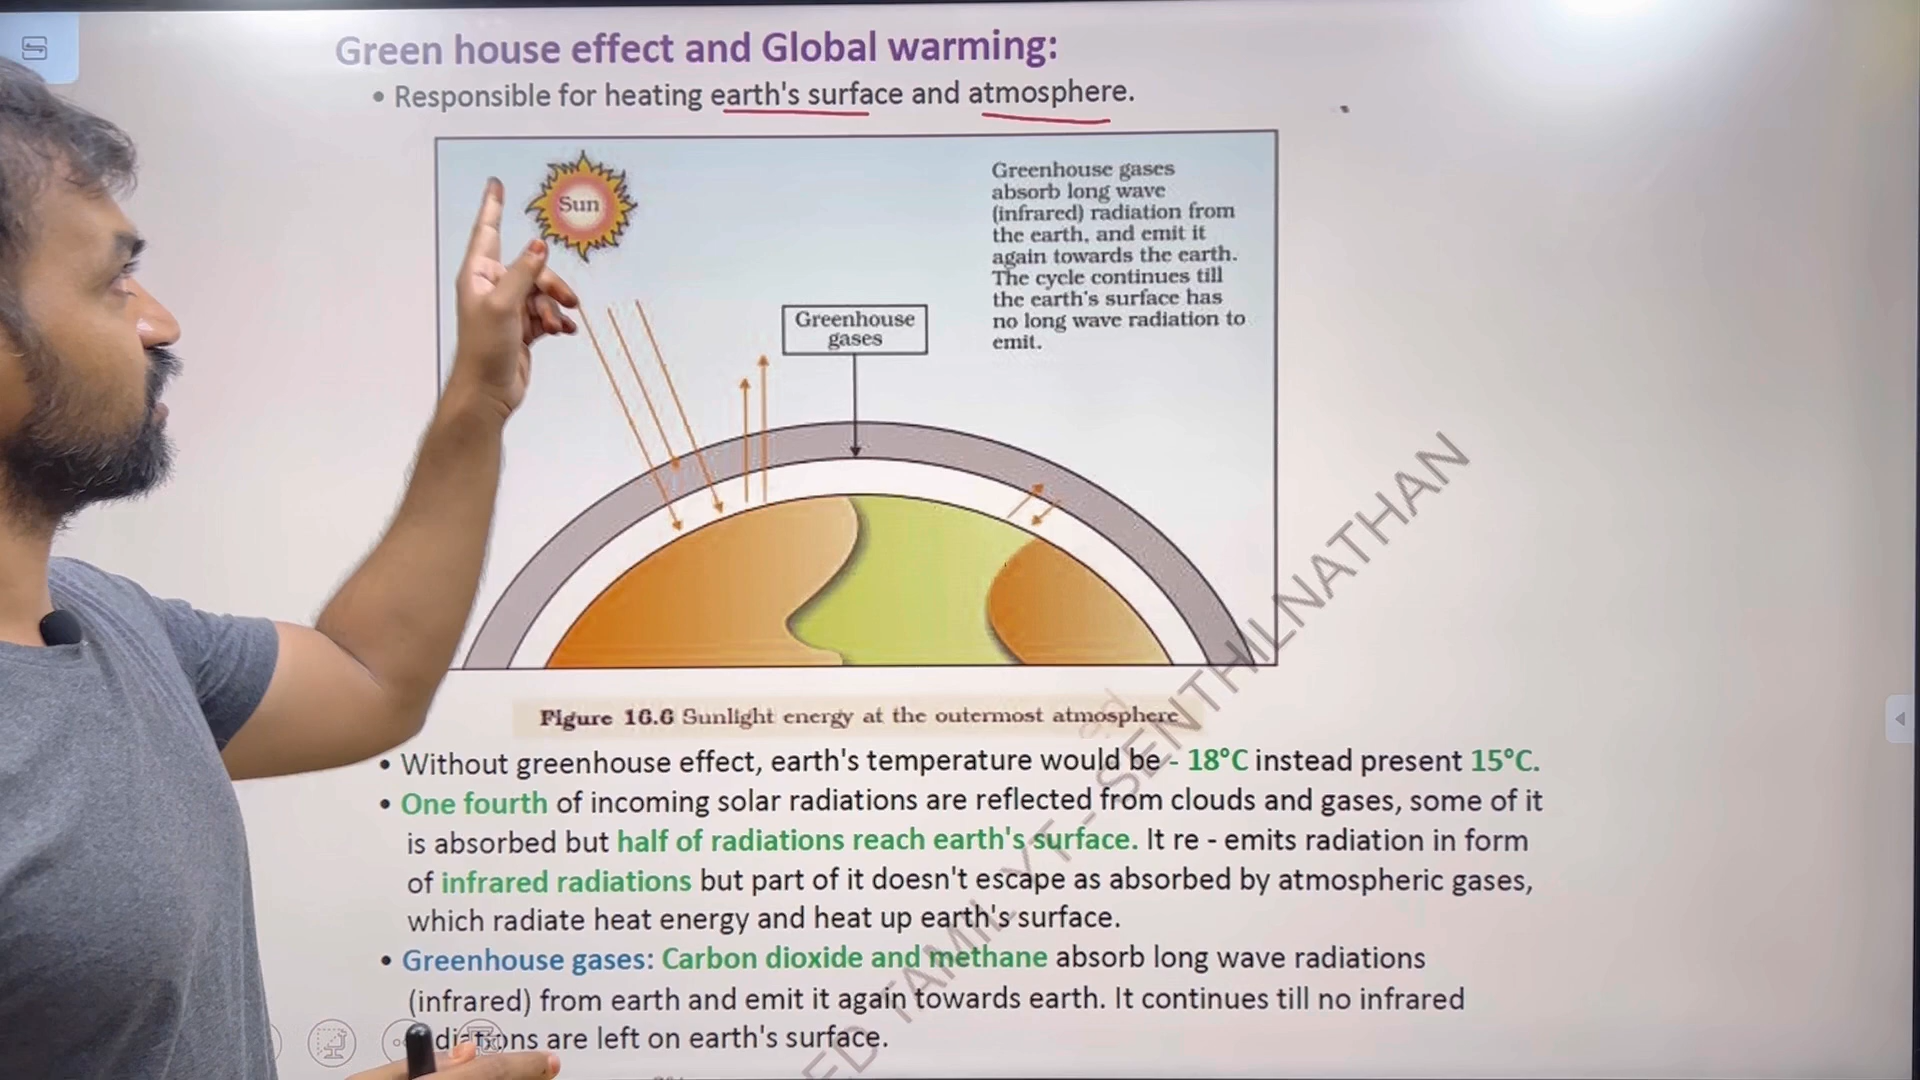 Green house effect and Global warming:
• Responsible for heating earth's surface and atmosphere.
Sun
Greenhouse gases
absorb long wave
(infrared) radiation from
the earth, and emit it
again towards the earth.
The cycle continues till
the earth's surface has
no long wave radiation to
emit.
Greenhouse
gases
Figure 16.6 Sunlight energy at the outermost atmosphere
• Without greenhouse effect, earth's temperature would be - 18°C instead present 15°C.
• One fourth of incoming solar radiations are reflected from clouds and gases, some of it
is absorbed but half of radiations reach earth's surface. It re - emits radiation in form
of infrared radiations but part of it doesn't escape as absorbed by atmospheric gases,
which radiate heat energy and heat up earth's surface.
• Greenhouse gases: Carbon dioxide and methane absorb long wave radiations
(infrared) from earth and emit it again towards earth. It continues till no infrared
are left on earth's surface.
ED TAMIL YT - SENTHILNATHAN